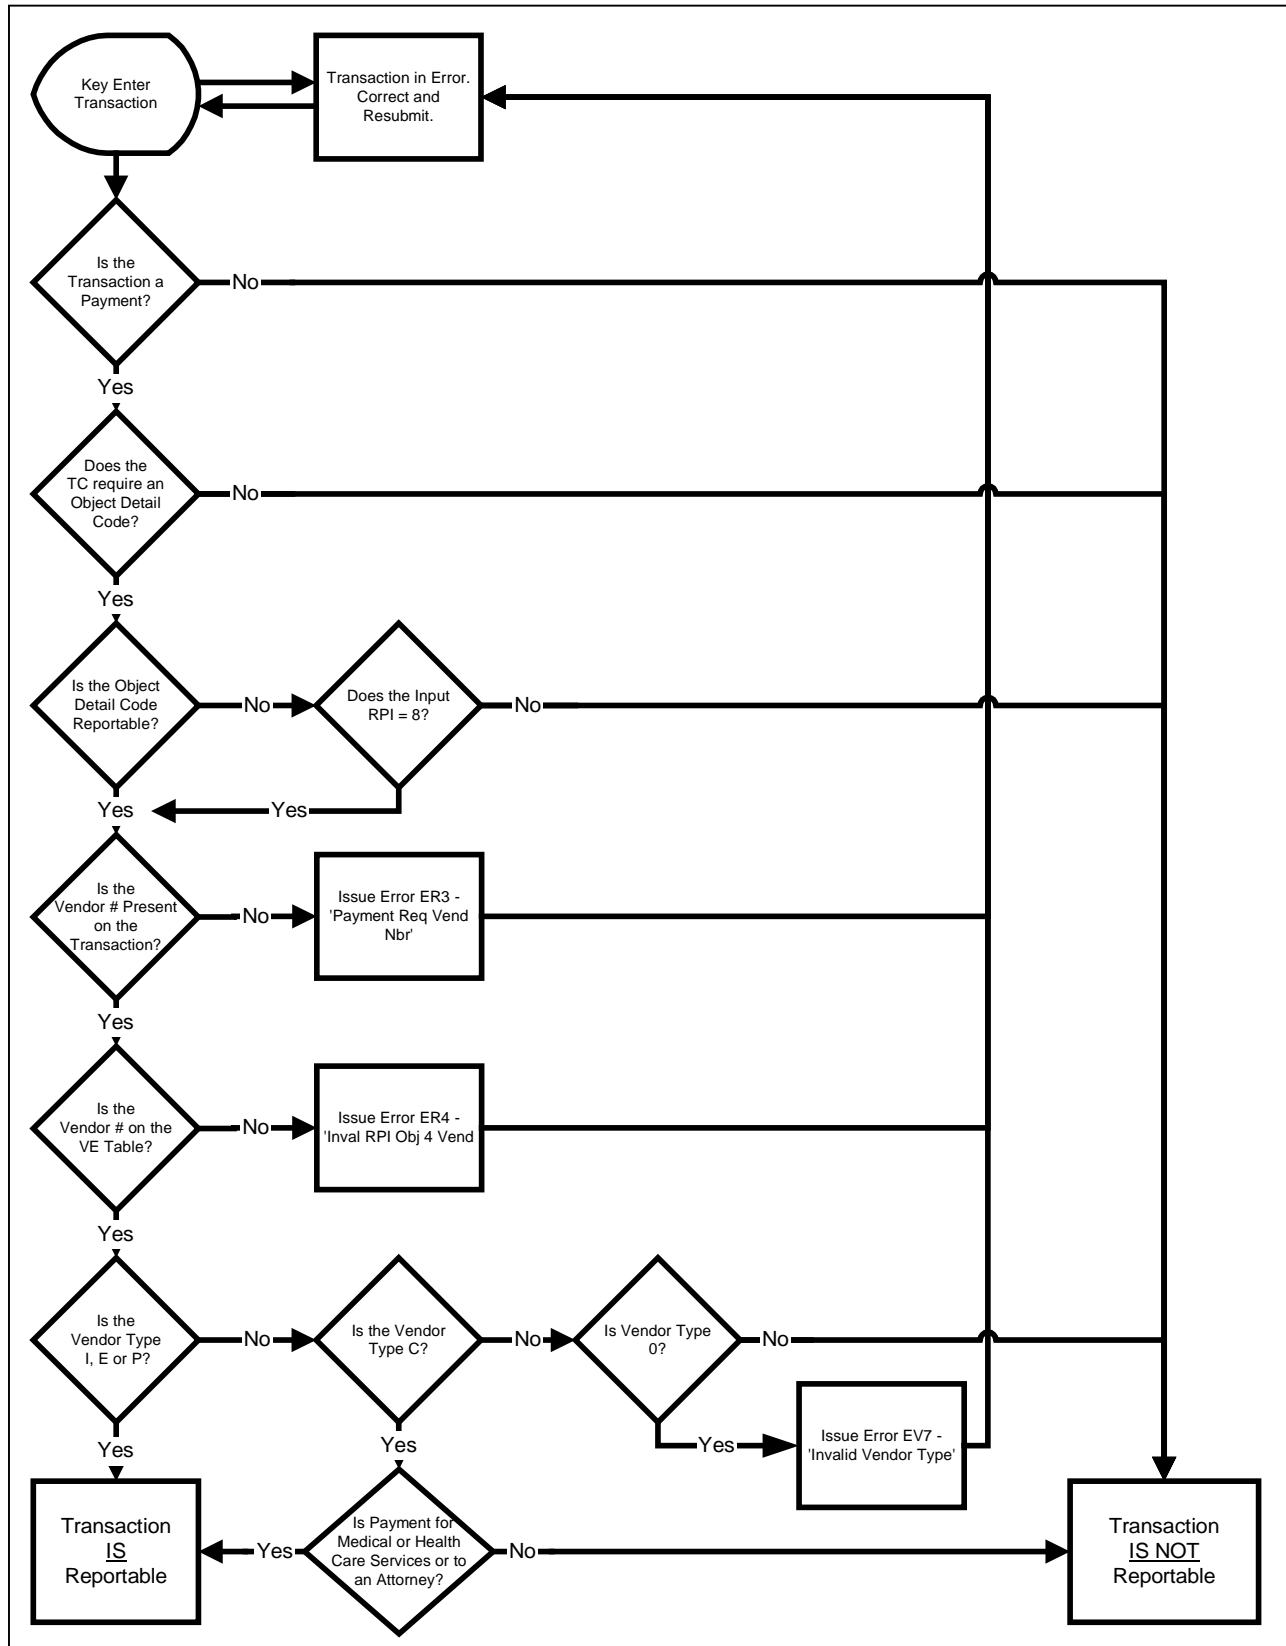 Key Enter
Transaction
Transaction in Error.
Correct and
Resubmit.
Is the
Transaction a
Payment?
No
Yes
Does the
TC require an
Object Detail
Code?
No
Yes
Is the Object
Detail Code
Reportable?
No
Does the Input
RPI = 8?
No
Yes
Yes
Is the
Vendor # Present
on the
Transaction?
No
Issue Error ER3 -
'Payment Req Vend
Nbr'
Yes
Is the
Vendor # on the
VE Table?
No
Issue Error ER4 -
'Inval RPI Obj 4 Vend
Yes
Is the
Vendor Type
I, E or P?
No
Is the Vendor
Type C?
No
Is Vendor Type
0?
No
Yes
Yes
Yes
Issue Error EV7 -
'Invalid Vendor Type'
Transaction
IS
Reportable
Yes
Is Payment for
Medical or Health
Care Services or to
an Attorney?
No
Transaction
IS NOT
Reportable